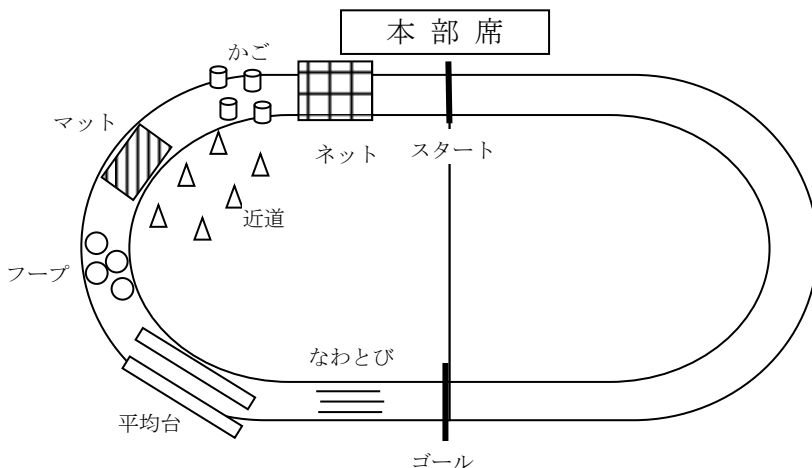 本部席
かご
マット
ネット
スタート
近道
フープ
なわとび
平均台
ゴール